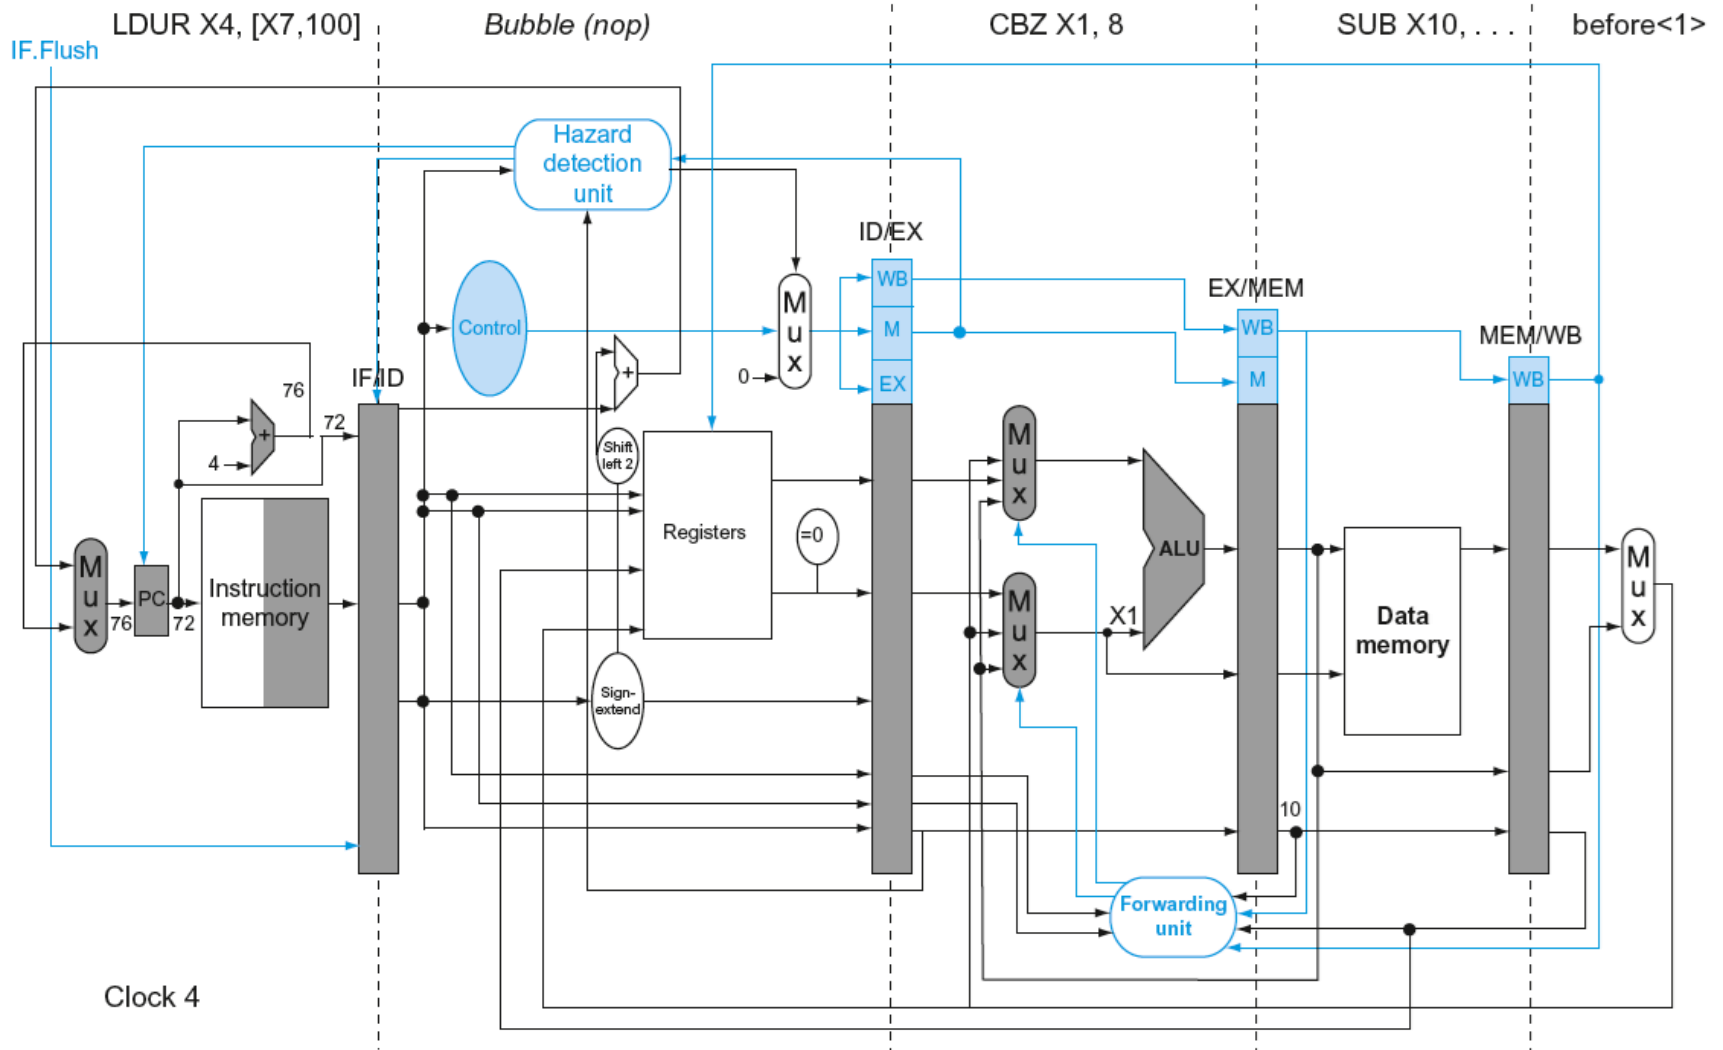 LDUR X4, [X7,100]
Bubble (nop)
CBZ X1, 8
SUB X10, . . .
before<1>
IF.Flush
Hazard
detection
unit
ID/EX
WB
M
EX
Control
M
u
x
0
EX/MEM
WB
M
MEM/WB
WB
IF/ID
76
72
4
+
+
Shift
left 2
M
u
x
Registers
=0
ALU
M
u
x
PC
76
72
Instruction
memory
M
u
x
X1
Data
memory
M
u
x
Sign-
extend
10
Forwarding
unit
Clock 4